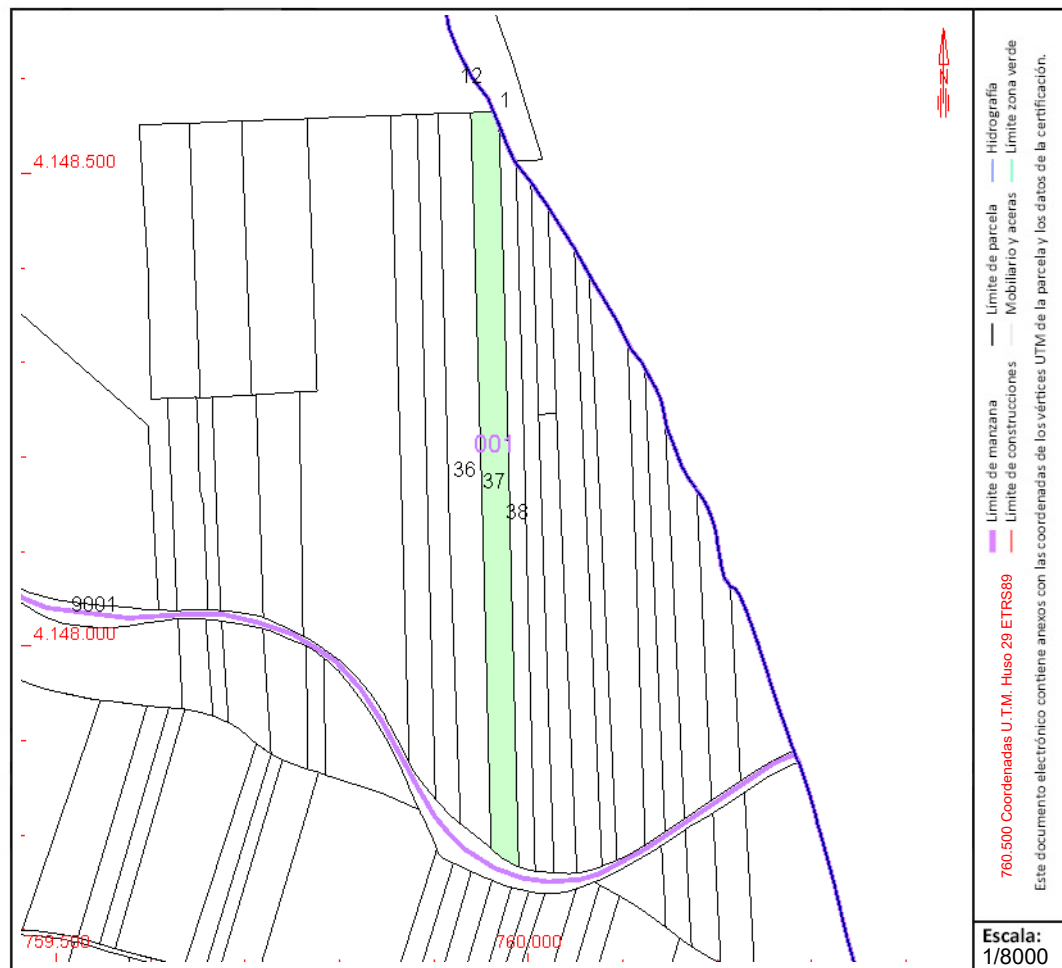 12
1
4.148.500
001
36
37
38
9001
4.148.000
759.500
760.000
N
Límite de manzana
Límite de parcela
Hidrografía
Límite de construcciones
Mobiliario y aceras
Límite zona verde
760.500 Coordenadas U.T.M. Huso 29 ETRS89
Este documento electrónico contiene anexos con las coordenadas de los vértices UTM de la parcela y los datos de la certificación.
Escala:
1/8000